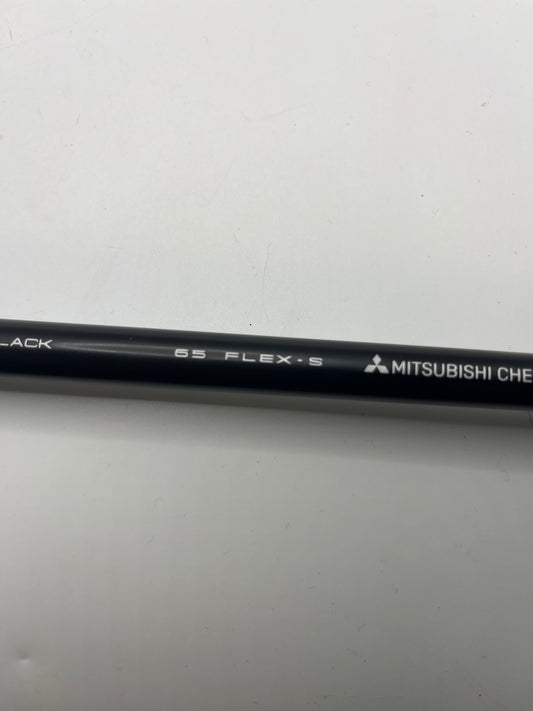 LACK 65 FLEX-S MITSUBISHI CHE